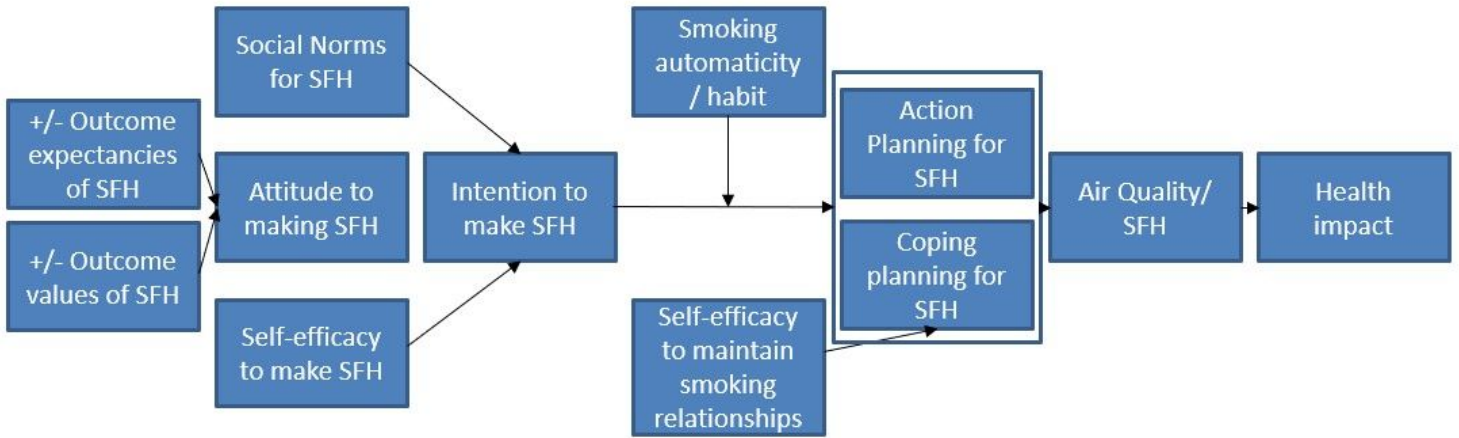 +/- Outcome
expectancies
of SFH
+/- Outcome
values of SFH
Social Norms
for SFH
Attitude to
making SFH
Self-efficacy
to make SFH
Intention to
make SFH
Smoking
automaticity
/ habit
Self-efficacy
to maintain
smoking
relationships
Action
Planning for
SFH
Coping
planning for
SFH
Air Quality/
SFH
Health
impact